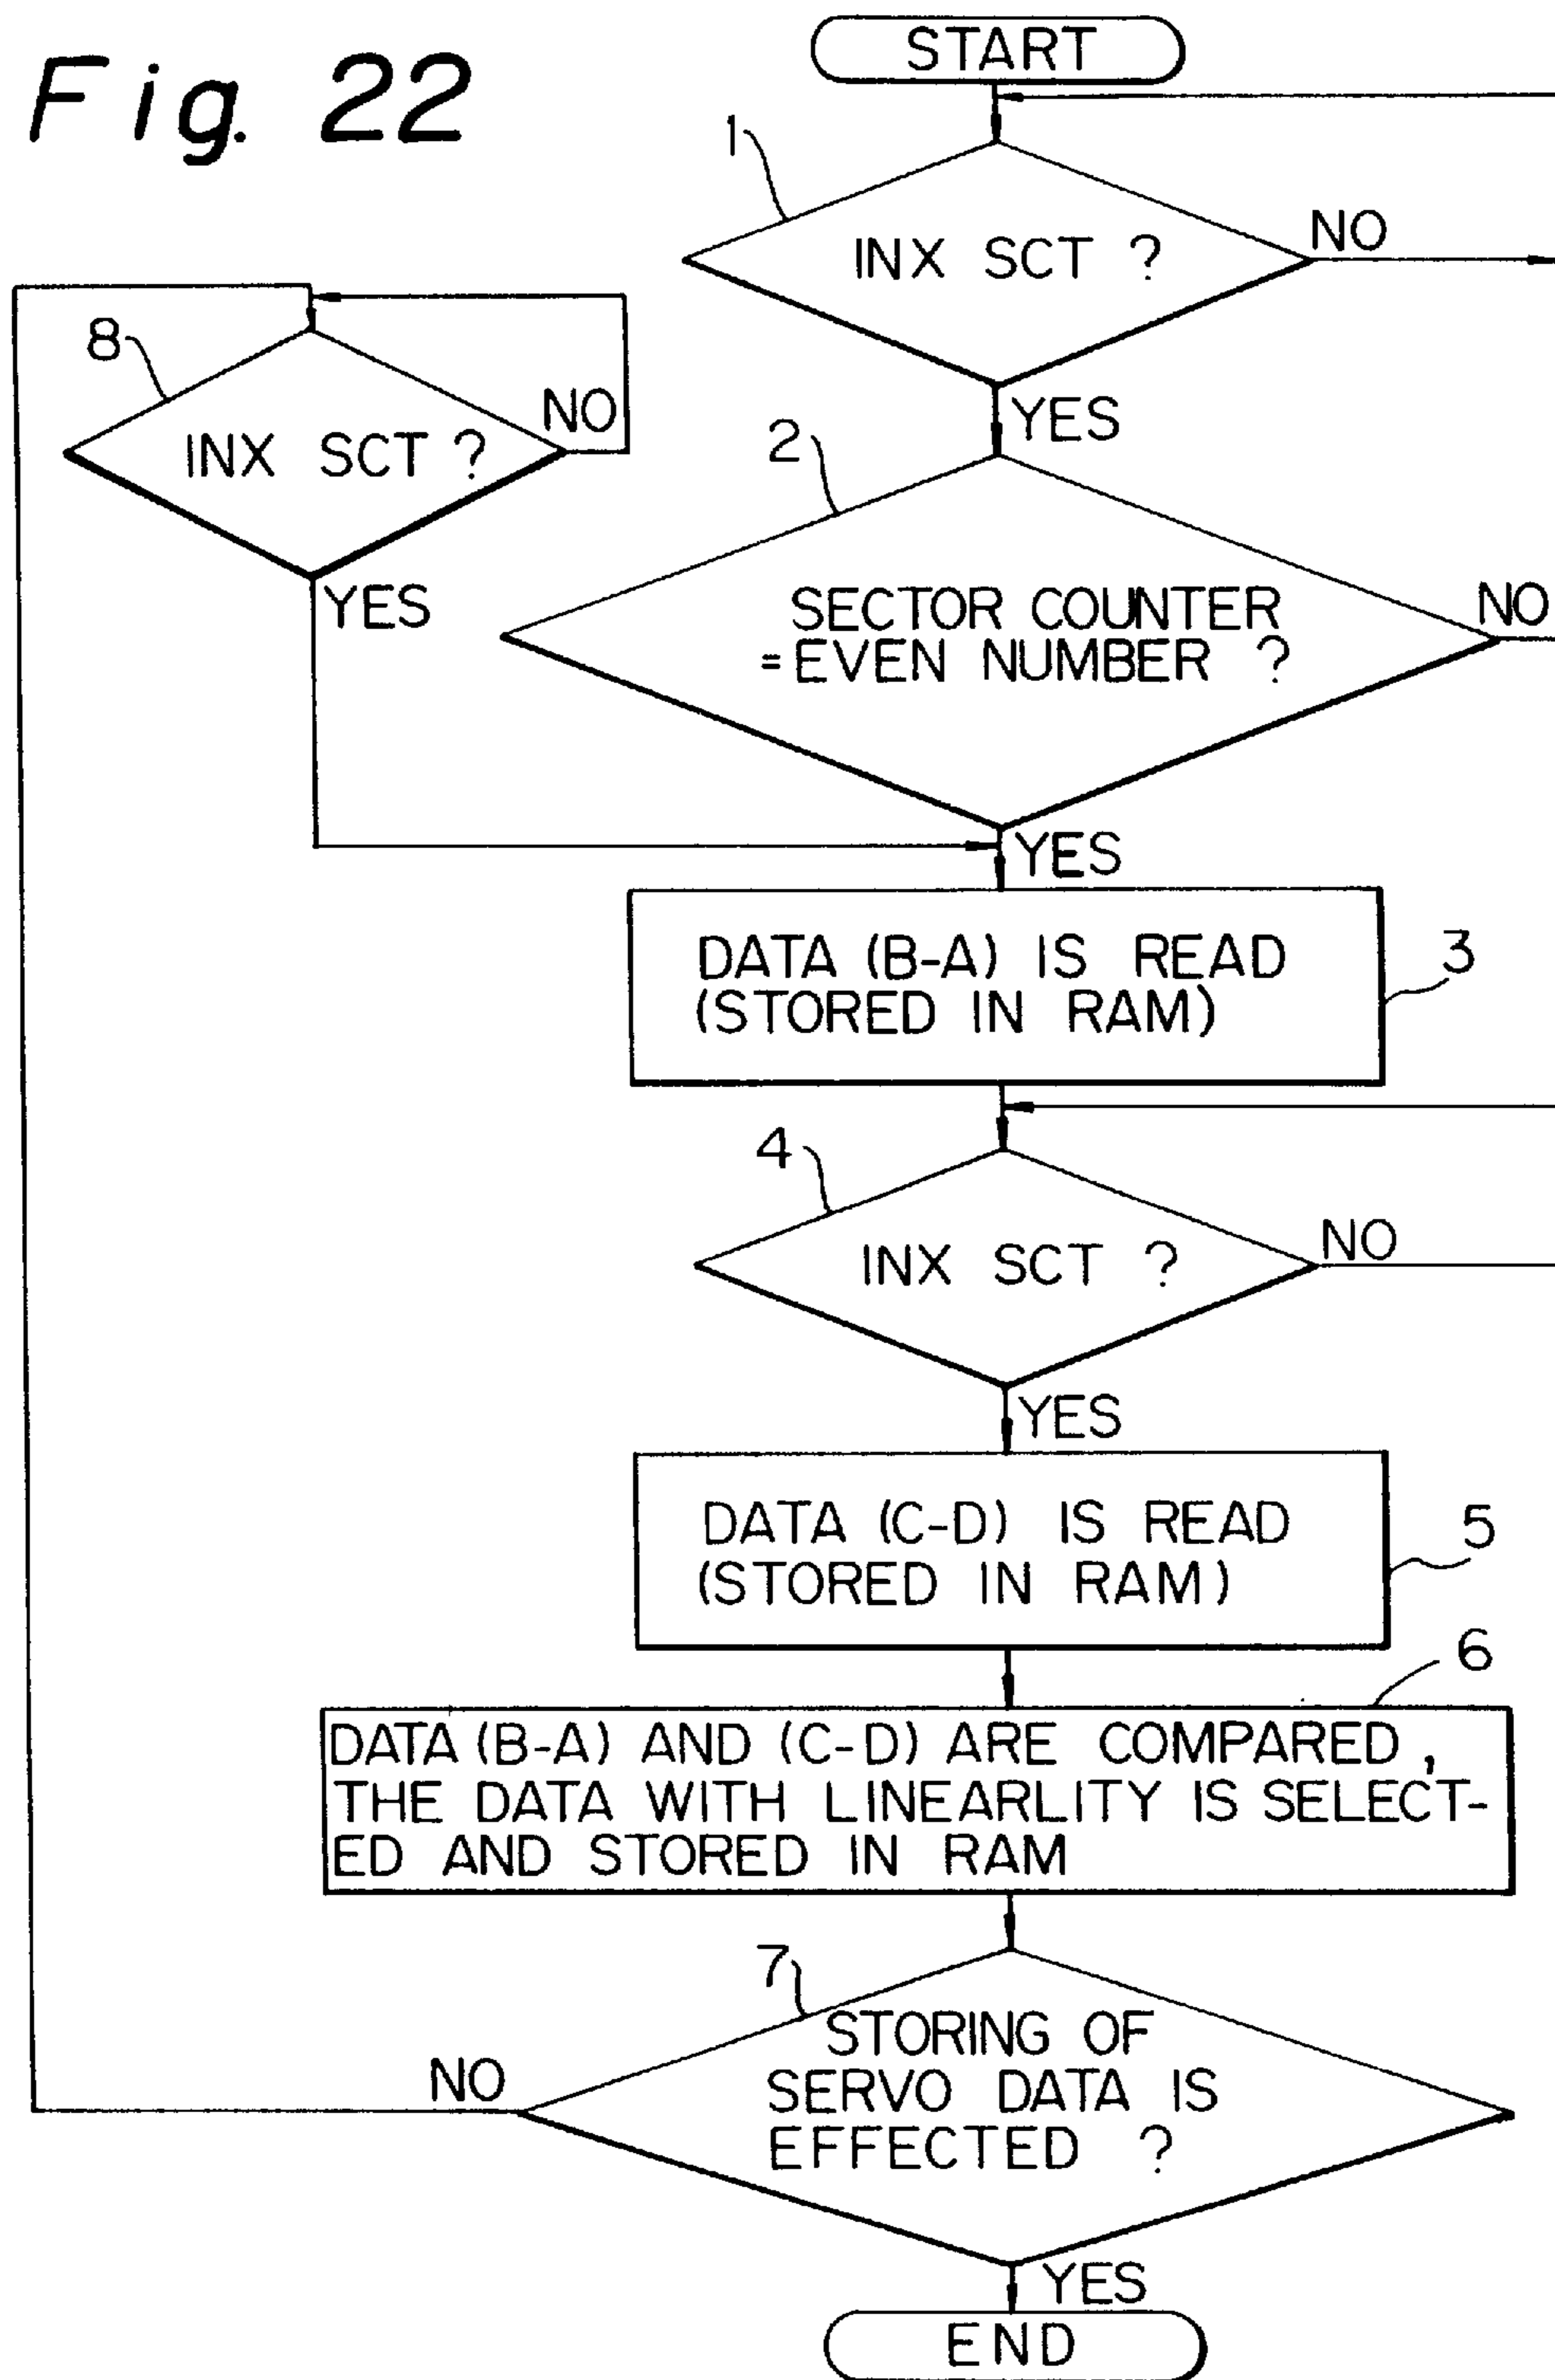 Fig. 22
START
1
INX SCT ?
NO
YES
8
INX SCT ?
NO
YES
2
SECTOR COUNTER
=EVEN NUMBER ?
NO
YES
DATA (B-A) IS READ
(STORED IN RAM)
3
4
INX SCT ?
NO
YES
DATA (C-D) IS READ
(STORED IN RAM)
5
6
DATA (B-A) AND (C-D) ARE COMPARED,
THE DATA WITH LINEARLITY IS SELECT-
ED AND STORED IN RAM
7
STORING OF
SERVO DATA IS
EFFECTED ?
NO
YES
END